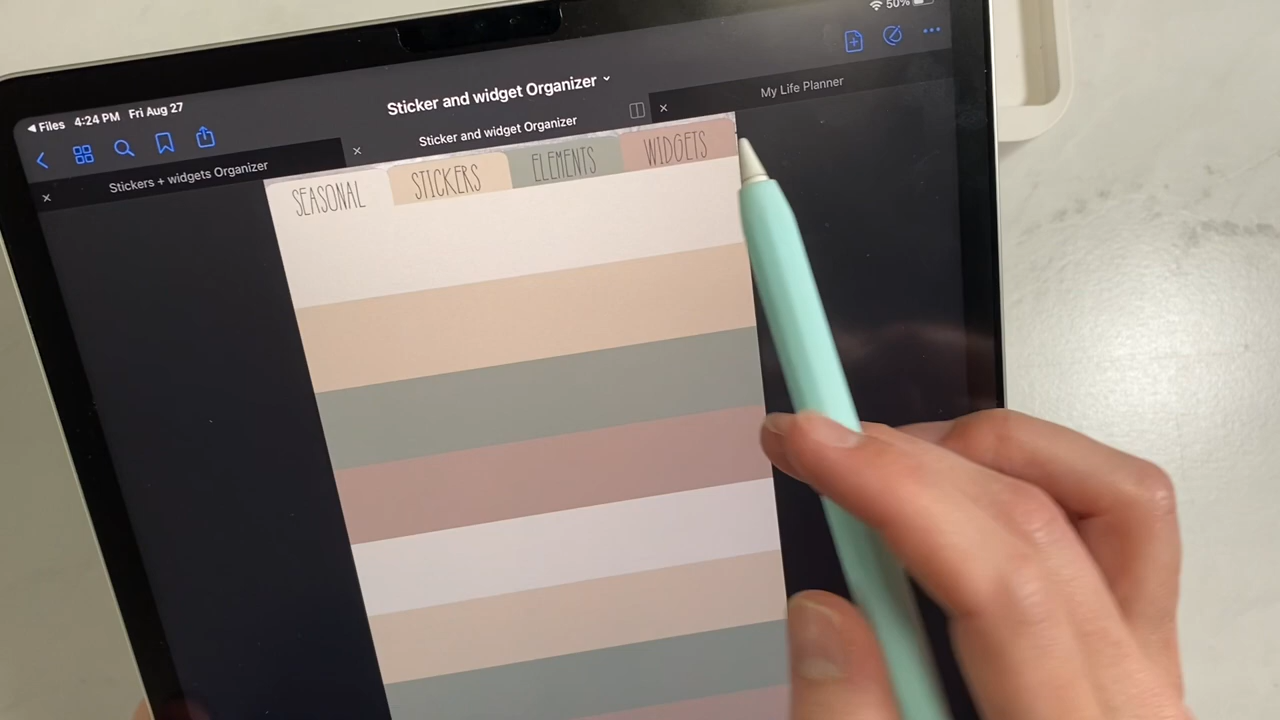 50%
Files 4:24 PM Fri Aug 27
Sticker and widget Organizer
Stickers + widgets Organizer
Sticker and widget Organizer
My Life Planner
SEASONAL
STICKERS
ELEMENTS
WIDGETS